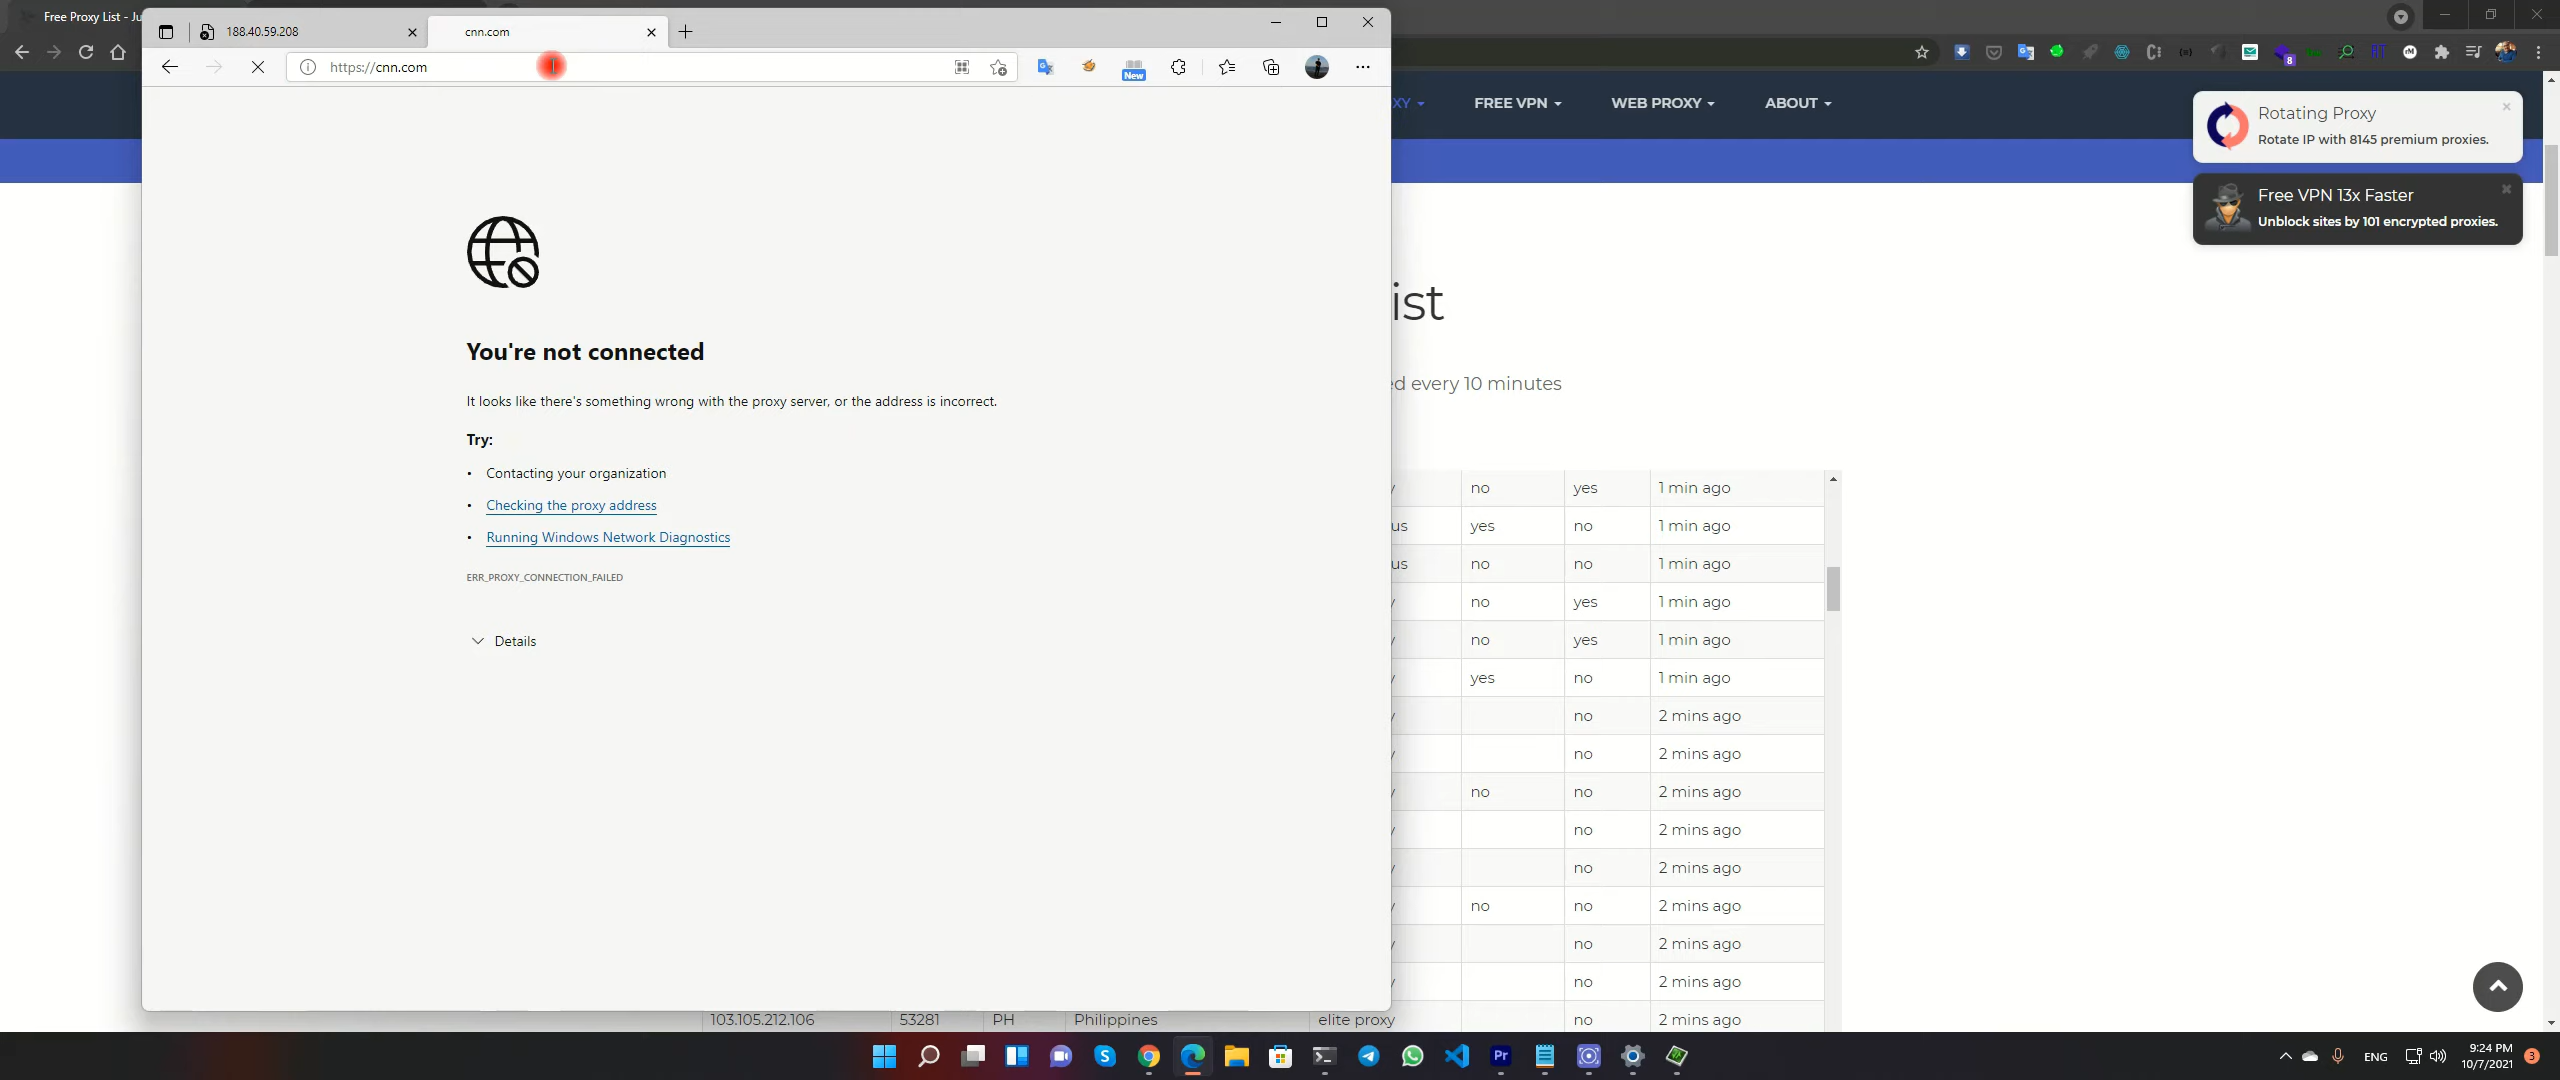 Free Proxy List - Ju
188.40.59.208
cnn.com
https://cnn.com
New
8
XY
FREE VPN
WEB PROXY
ABOUT
Rotating Proxy
Rotate IP with 8145 premium proxies.
Free VPN 13x Faster
Unblock sites by 101 encrypted proxies.
ist
ed every 10 minutes
You're not connected
It looks like there's something wrong with the proxy server, or the address is incorrect.
Try:
• Contacting your organization
• Checking the proxy address
• Running Windows Network Diagnostics
ERR_PROXY_CONNECTION_FAILED
Details
y no yes 1 min ago
us yes no 1 min ago
us no no 1 min ago
y no yes 1 min ago
y no yes 1 min ago
y yes no 1 min ago
y no 2 mins ago
y no 2 mins ago
y no no 2 mins ago
y no 2 mins ago
y no 2 mins ago
y no no 2 mins ago
y no 2 mins ago
y no 2 mins ago
103.105.212.106 53281 PH Philippines elite proxy no 2 mins ago
Pr
ENG
9:24 PM
10/7/2021
3